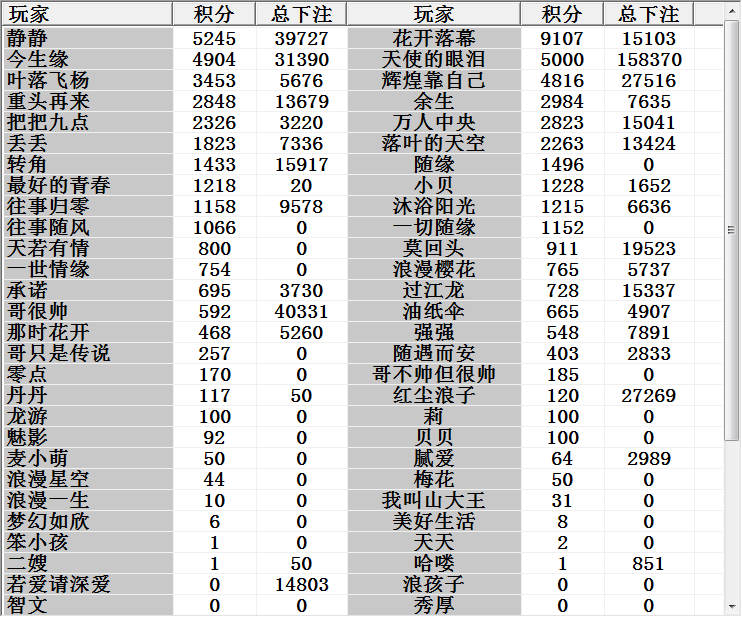 玩家 积分 总下注 玩家 积分 总下注
静静 5245 39727 花开落幕 9107 15103
今生缘 4904 31390 天使的眼泪 5000 158370
叶落飞杨 3453 5676 辉煌靠自己 4816 27516
重头再来 2848 13679 余生 2984 7635
把把九点 2326 3220 万人中央 2823 15041
丢丢 1823 7336 落叶的天空 2263 13424
转角 1433 15917 随缘 1496 0
最好的青春 1218 20 小贝 1228 1652
往事归零 1158 9578 沐浴阳光 1215 6636
往事随风 1066 0 一切随缘 1152 0
天若有情 800 0 莫回头 911 19523
一世情缘 754 0 浪漫樱花 765 5737
承诺 695 3730 过江龙 728 15337
哥很帅 592 40331 油纸伞 665 4907
那时花开 468 5260 强强 548 7891
哥只是传说 257 0 随遇而安 403 2833
零点 170 0 哥不帅但很帅 185 0
丹丹 117 50 红尘浪子 120 27269
龙游 100 0 莉 100 0
魅影 92 0 贝贝 100 0
麦小萌 50 0 腻爱 64 2989
浪漫星空 44 0 梅花 50 0
浪漫一生 10 0 我叫山大王 31 0
梦幻如欣 6 0 美好生活 8 0
笨小孩 1 0 天天 2 0
二嫂 1 50 哈喽 1 851
若爱请深爱 0 14803 浪孩子 0 0
智文 0 0 秀厚 0 0